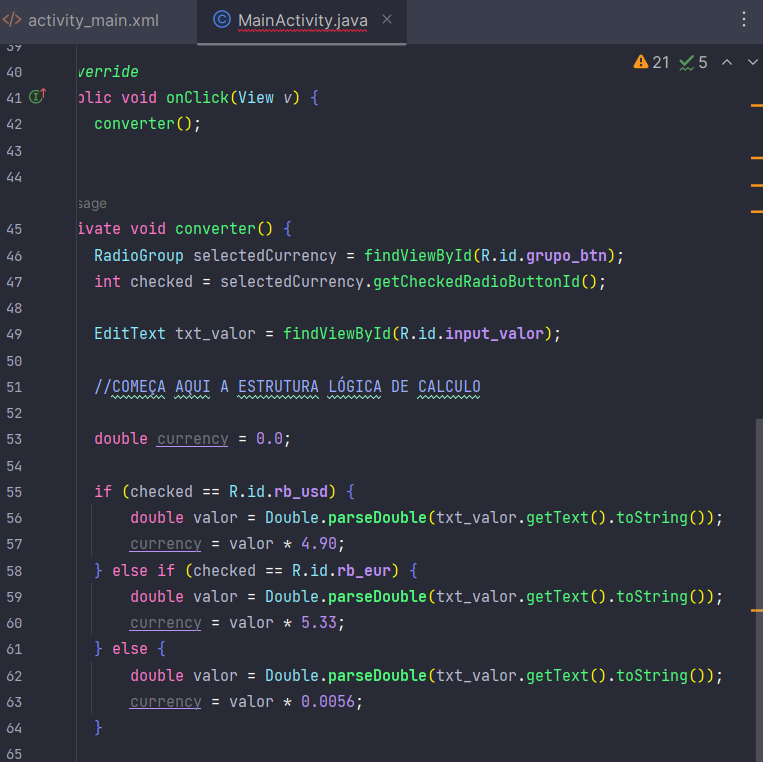 activity_main.xml MainActivity.java
39
21 5
40 verride
41 blic void onClick(View v) {
42 converter();
43
44
sage
45 ivate void converter() {
46 RadioGroup selectedCurrency = findViewById(R.id.grupo_btn);
47 int checked = selectedCurrency.getCheckedRadioButtonId();
48
49 EditText txt_valor = findViewById(R.id.input_valor);
50
51 //COMEÇA AQUI A ESTRUTURA LÓGICA DE CALCULO
52
53 double currency = 0.0;
54
55 if (checked == R.id.rb_usd) {
56 double valor = Double.parseDouble(txt_valor.getText().toString());
57 currency = valor * 4.90;
58 } else if (checked == R.id.rb_eur) {
59 double valor = Double.parseDouble(txt_valor.getText().toString());
60 currency = valor * 5.33;
61 } else {
62 double valor = Double.parseDouble(txt_valor.getText().toString());
63 currency = valor * 0.0056;
64 }
65